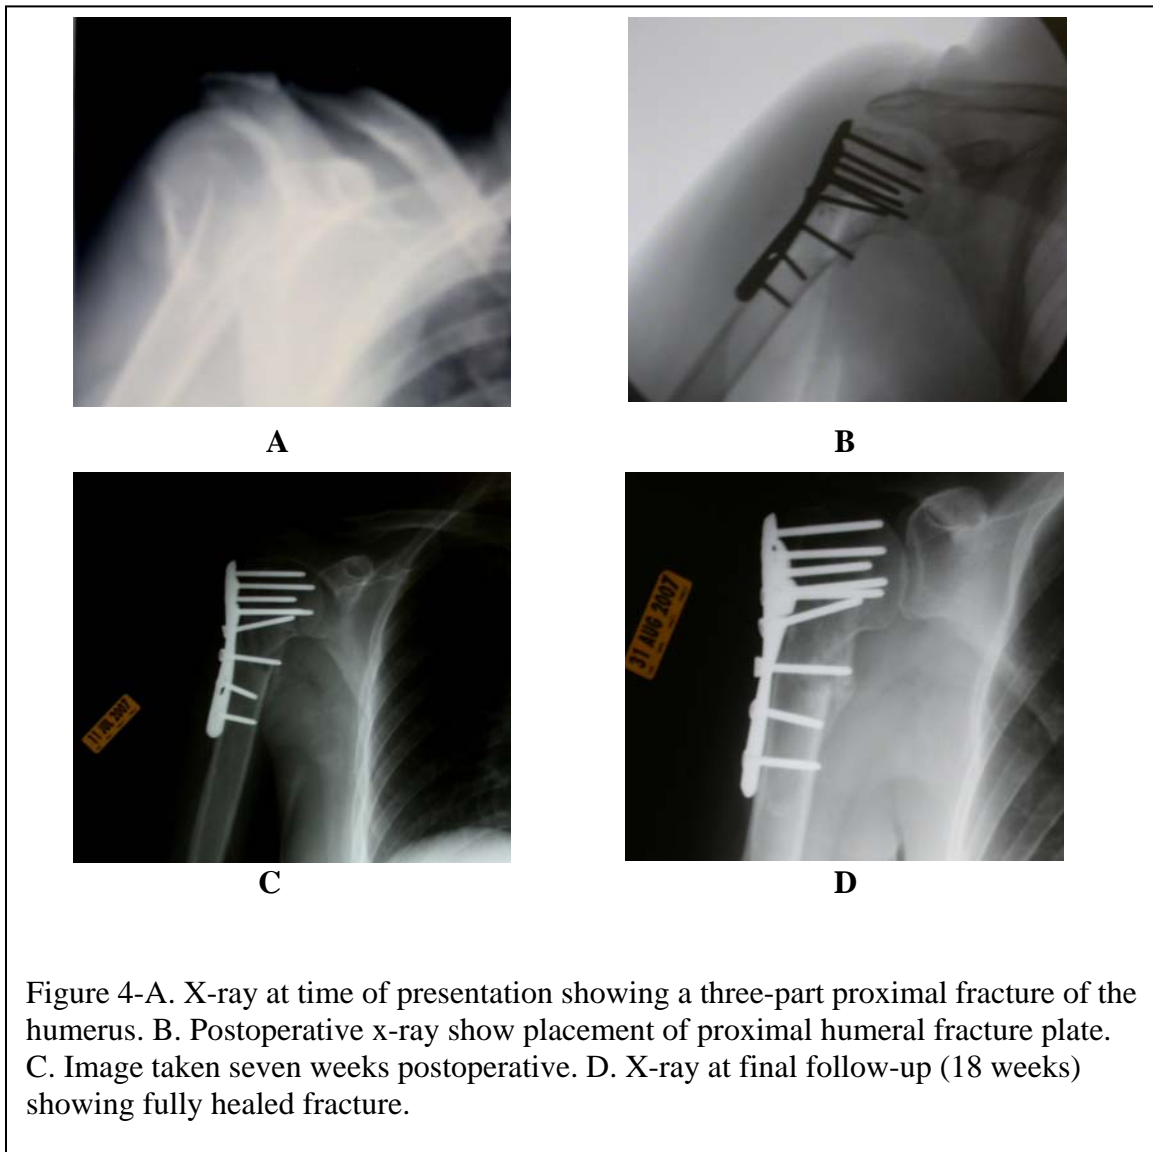 A
B
11 JUL 2007
31 AUG 2007
C
D
Figure 4-A. X-ray at time of presentation showing a three-part proximal fracture of the
humerus. B. Postoperative x-ray show placement of proximal humeral fracture plate.
C. Image taken seven weeks postoperative. D. X-ray at final follow-up (18 weeks)
showing fully healed fracture.